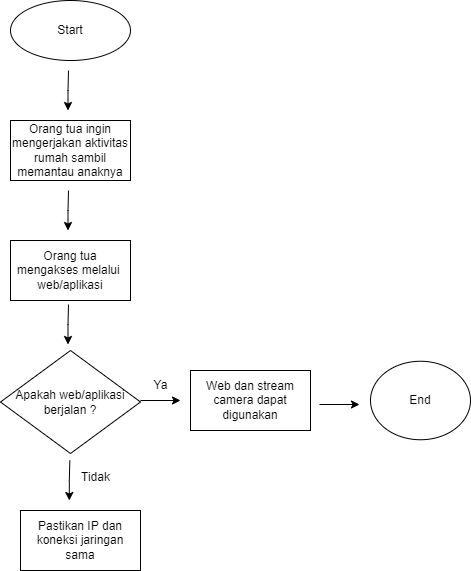 Start
Orang tua ingin
mengerjakan aktivitas
rumah sambil
memantau anaknya
Orang tua
mengakses melalui
web/aplikasi
Apakah web/aplikasi
berjalan ?
Ya
Web dan stream
camera dapat
digunakan
End
Tidak
Pastikan IP dan
koneksi jaringan
sama